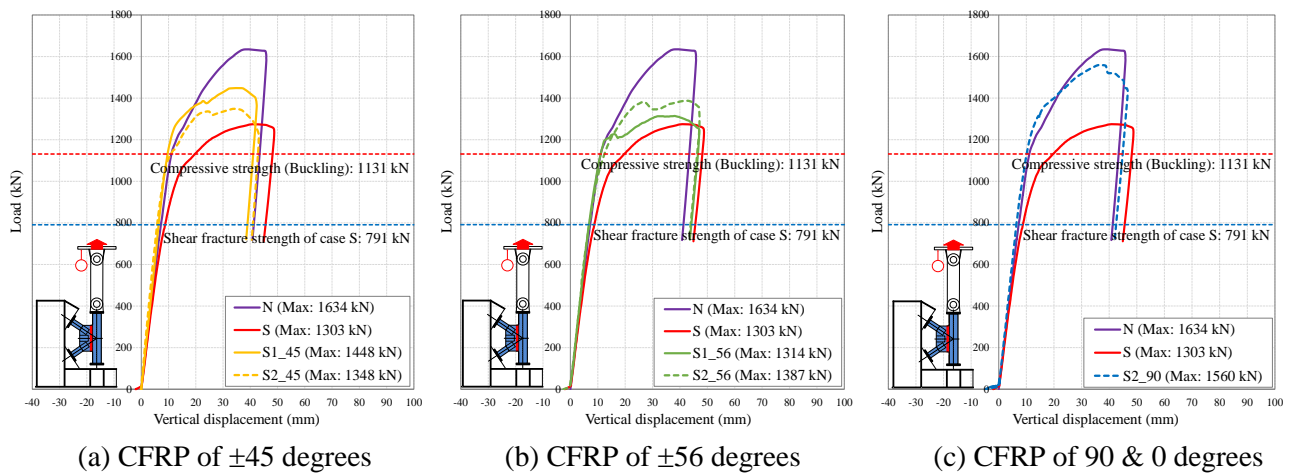 1800
1600
1400
1200
1000
800
600
400
200
0
Load (kN)
Compressive strength (Buckling): 1131 kN
Shear fracture strength of case S: 791 kN
N (Max: 1634 kN)
S (Max: 1303 kN)
S1_45 (Max: 1448 kN)
S2_45 (Max: 1348 kN)
-40 -30 -20 -10 0 10 20 30 40 50 60 70 80 90 100
Vertical displacement (mm)
(a) CFRP of ±45 degrees
1800
1600
1400
1200
1000
800
600
400
200
0
Load (kN)
Compressive strength (Buckling): 1131 kN
Shear fracture strength of case S: 791 kN
N (Max: 1634 kN)
S (Max: 1303 kN)
S1_56 (Max: 1314 kN)
S2_56 (Max: 1387 kN)
-40 -30 -20 -10 0 10 20 30 40 50 60 70 80 90 100
Vertical displacement (mm)
(b) CFRP of ±56 degrees
1800
1600
1400
1200
1000
800
600
400
200
0
Load (kN)
Compressive strength (Buckling): 1131 kN
Shear fracture strength of case S: 791 kN
N (Max: 1634 kN)
S (Max: 1303 kN)
S2_90 (Max: 1560 kN)
-40 -30 -20 -10 0 10 20 30 40 50 60 70 80 90 100
Vertical displacement (mm)
(c) CFRP of 90 & 0 degrees